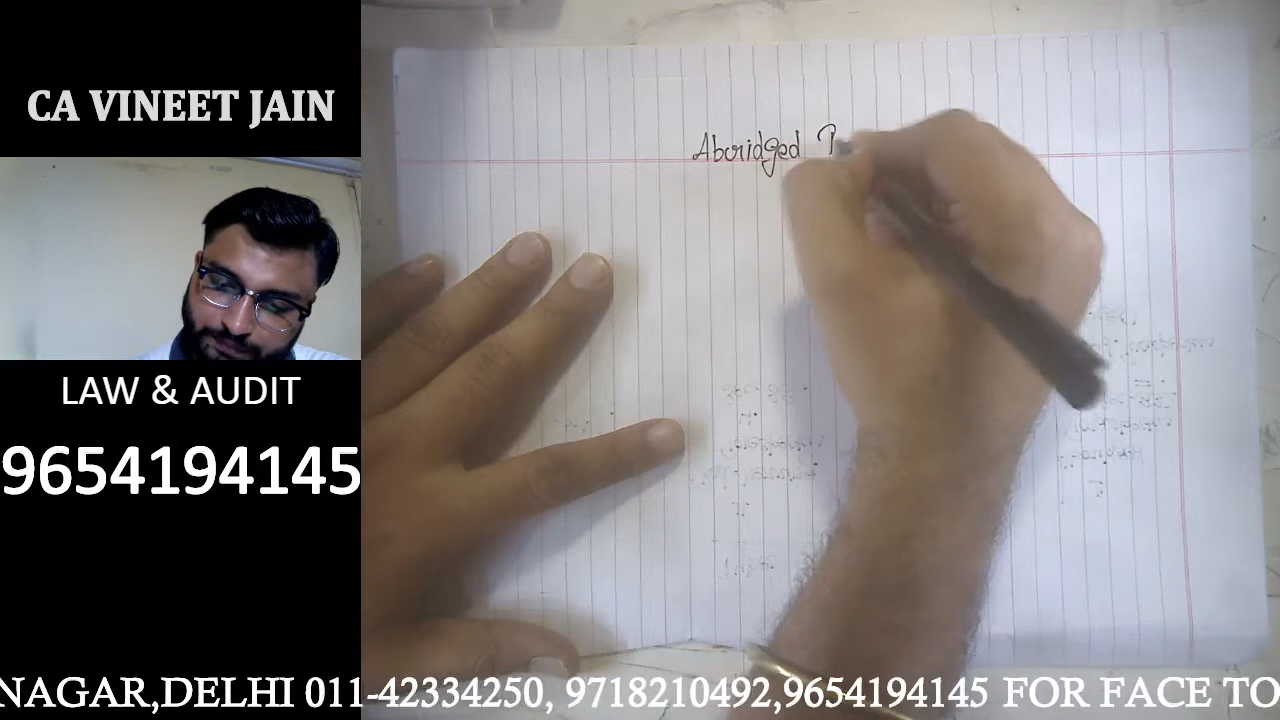 CA VINEET JAIN
LAW & AUDIT
9654194145
Abridged P
NAGAR,DELHI 011-42334250, 9718210492,9654194145 FOR FACE TO